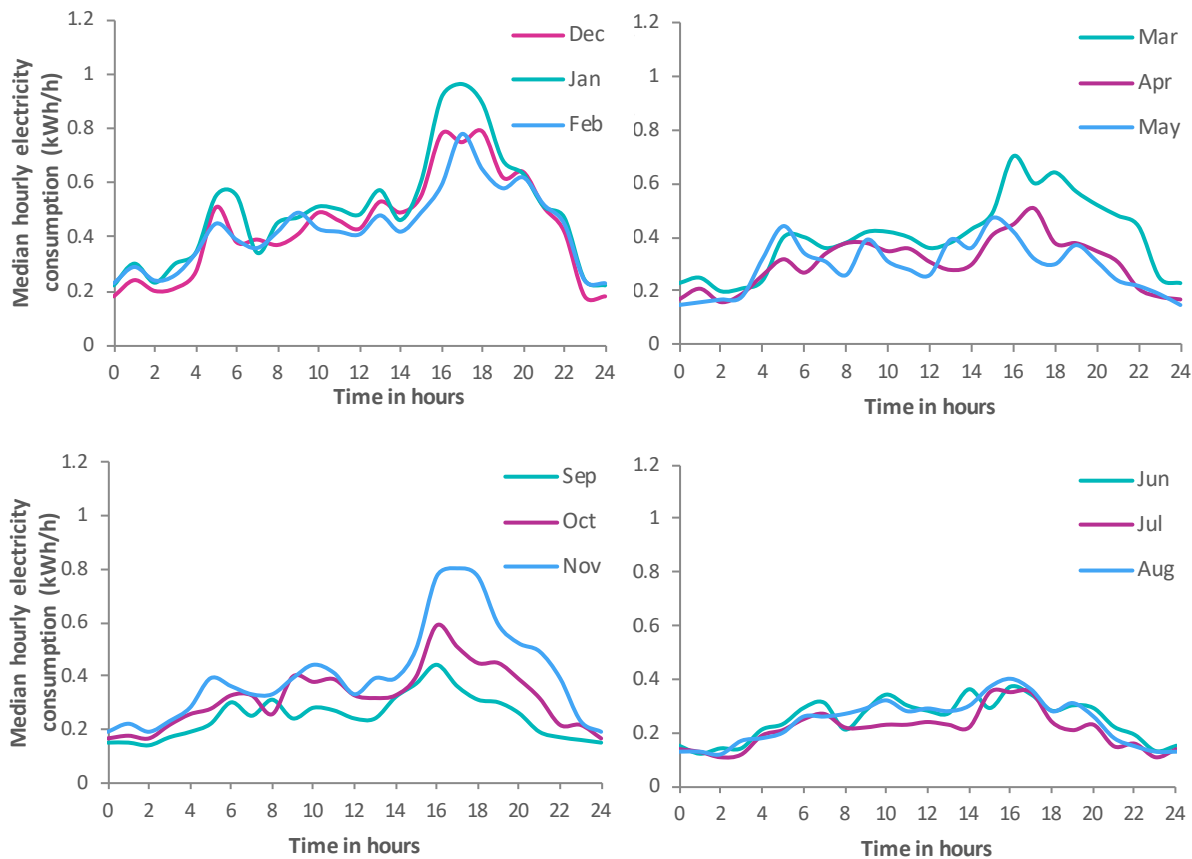 Median hourly electricity
consumption (kWh/h)
1.2
1
0.8
0.6
0.4
0.2
0
Dec
Jan
Feb
0 2 4 6 8 10 12 14 16 18 20 22 24
Time in hours
1.2
1
0.8
0.6
0.4
0.2
0
Mar
Apr
May
0 2 4 6 8 10 12 14 16 18 20 22 24
Time in hours
Median hourly electricity
consumption (kWh/h)
1.2
1
0.8
0.6
0.4
0.2
0
Sep
Oct
Nov
0 2 4 6 8 10 12 14 16 18 20 22 24
Time in hours
1.2
1
0.8
0.6
0.4
0.2
0
Jun
Jul
Aug
0 2 4 6 8 10 12 14 16 18 20 22 24
Time in hours